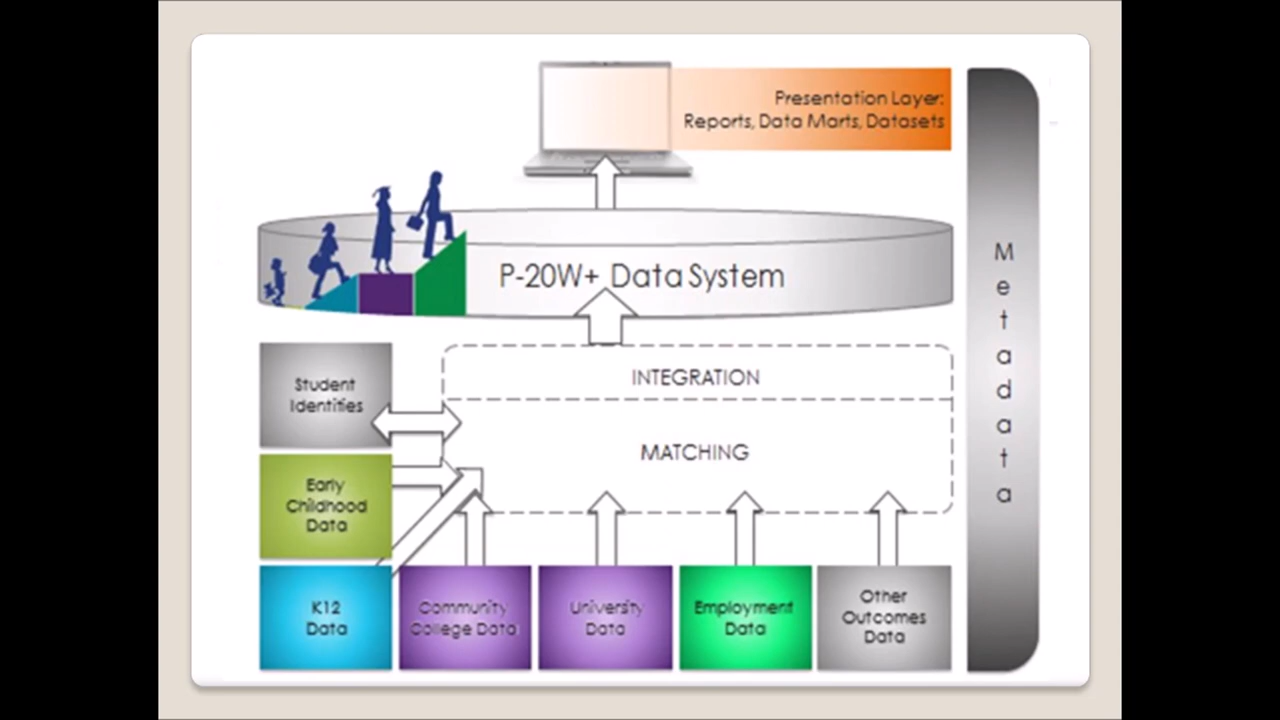 Presentation Layer:
Reports, Data Marts, Datasets
P-20W+ Data System
INTEGRATION
MATCHING
Student
Identities
Early
Childhood
Data
K12
Data
Community
College Data
University
Data
Employment
Data
Other
Outcomes
Data
M
e
t
a
d
a
t
a